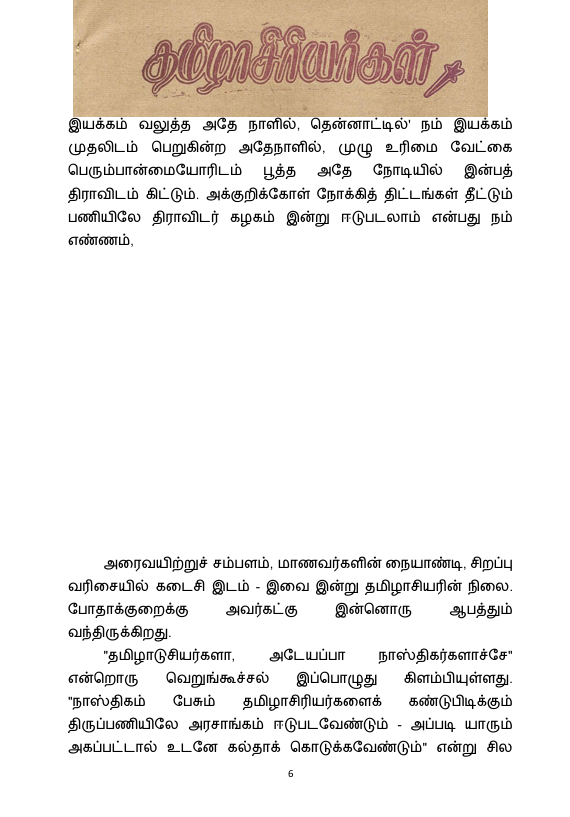 தமிழாசிரியர்கள்
இயக்கம் வலுத்த அதே நாளில், தென்னாட்டில்' நம் இயக்கம்
முதலிடம் பெறுகின்ற அதேநாளில், முழு உரிமை வேட்கை
பெரும்பான்மையோரிடம் பூத்த அதே நோடியில் இன்பத்
திராவிடம் கிட்டும். அக்குறிக்கோள் நோக்கித் திட்டங்கள் தீட்டும்
பணியிலே திராவிடர் கழகம் இன்று ஈடுபடலாம் என்பது நம்
எண்ணம்,
அரைவயிற்றுச் சம்பளம், மாணவர்களின் நையாண்டி, சிறப்பு
வரிசையில் கடைசி இடம் - இவை இன்று தமிழாசியரின் நிலை.
போதாக்குறைக்கு அவர்கட்கு இன்னொரு ஆபத்தும்
வந்திருக்கிறது.
"தமிழாடுசியர்களா, அடேயப்பா நாஸ்திகர்களாச்சே"
என்றொரு வெறுங்கூச்சல் இப்பொழுது கிளம்பியுள்ளது.
"நாஸ்திகம் பேசும் தமிழாசிரியர்களைக் கண்டுபிடிக்கும்
திருப்பணியிலே அரசாங்கம் ஈடுபடவேண்டும் - அப்படி யாரும்
அகப்பட்டால் உடனே கல்தாக் கொடுக்கவேண்டும்" என்று சில
6